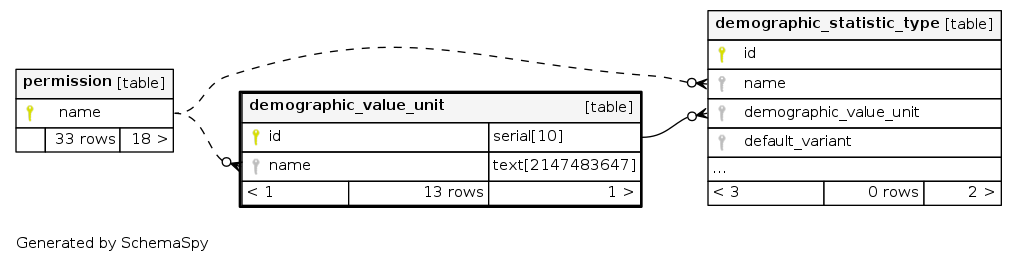 permission [table]
name
33 rows 18 >
demographic_value_unit [table]
id serial[10]
name text[2147483647]
< 1 13 rows 1 >
demographic_statistic_type [table]
id
name
demographic_value_unit
default_variant
...
< 3 0 rows 2 >
Generated by SchemaSpy